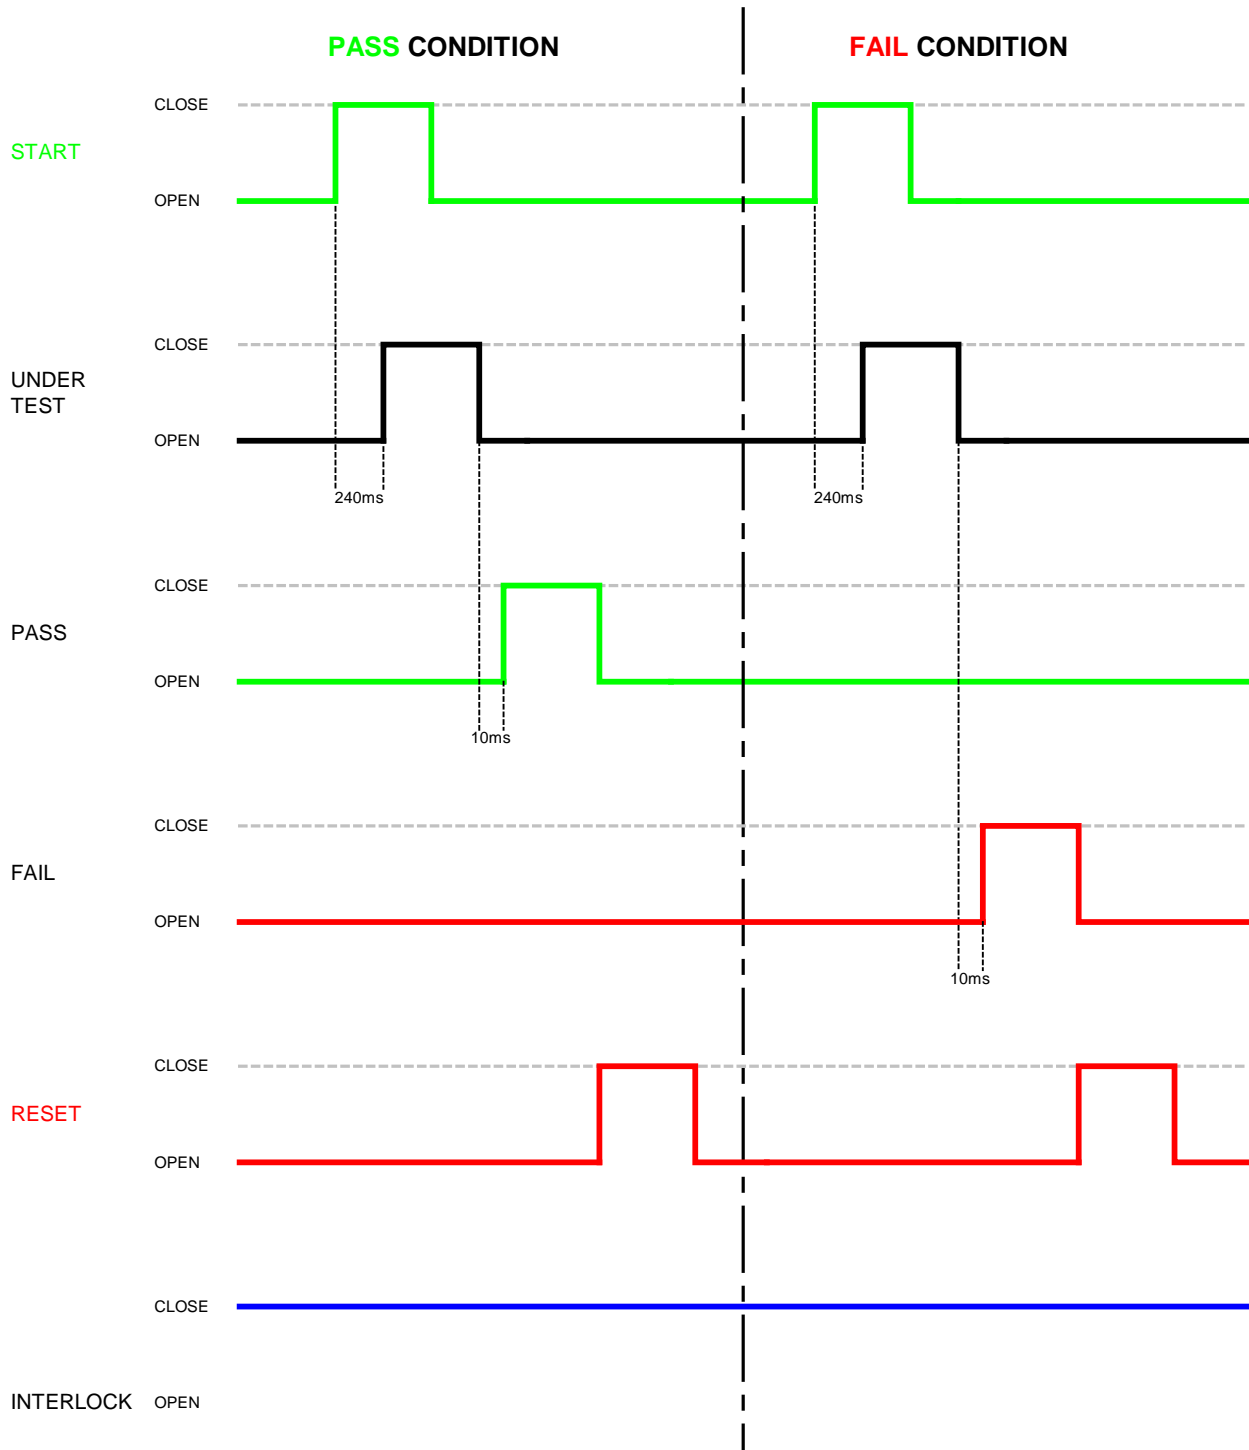 PASS CONDITION
FAIL CONDITION
CLOSE
START
OPEN
CLOSE
UNDER
TEST
OPEN
240ms
240ms
CLOSE
PASS
OPEN
10ms
CLOSE
FAIL
OPEN
10ms
CLOSE
RESET
OPEN
CLOSE
INTERLOCK OPEN